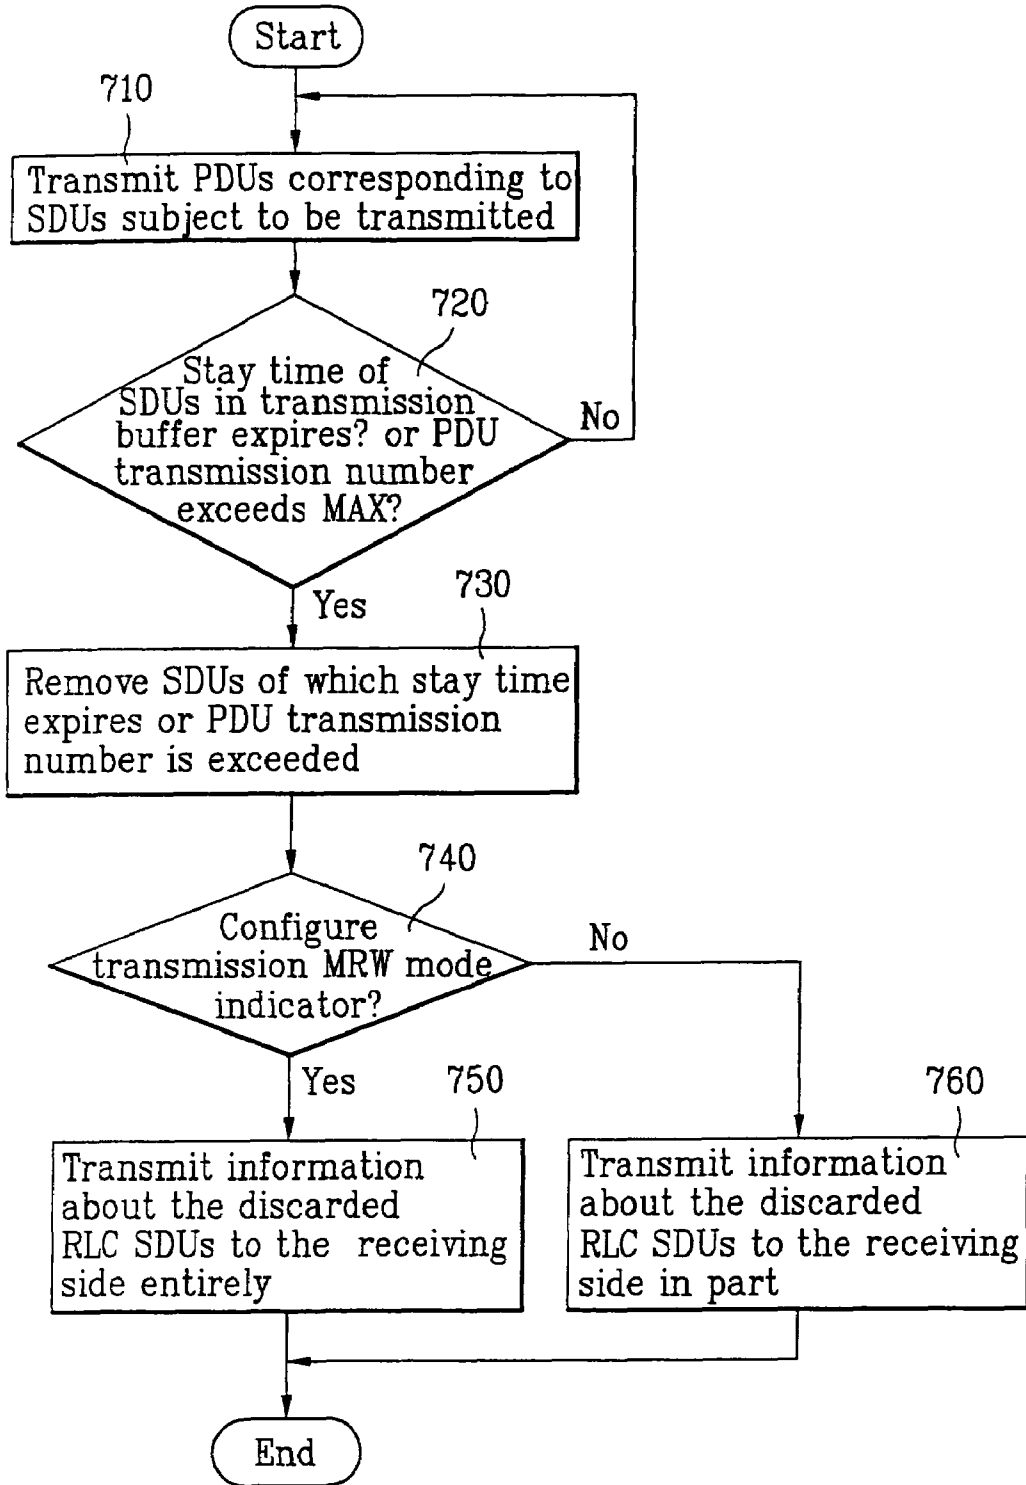 Start
710
Transmit PDUs corresponding to
SDUs subject to be transmitted
720
Stay time of
SDUs in transmission
buffer expires? or PDU
transmission number
exceeds MAX?
No
Yes
730
Remove SDUs of which stay time
expires or PDU transmission
number is exceeded
740
Configure
transmission MRW mode
indicator?
No
Yes
750
Transmit information
about the discarded
RLC SDUs to the receiving
side entirely
760
Transmit information
about the discarded
RLC SDUs to the receiving
side in part
End